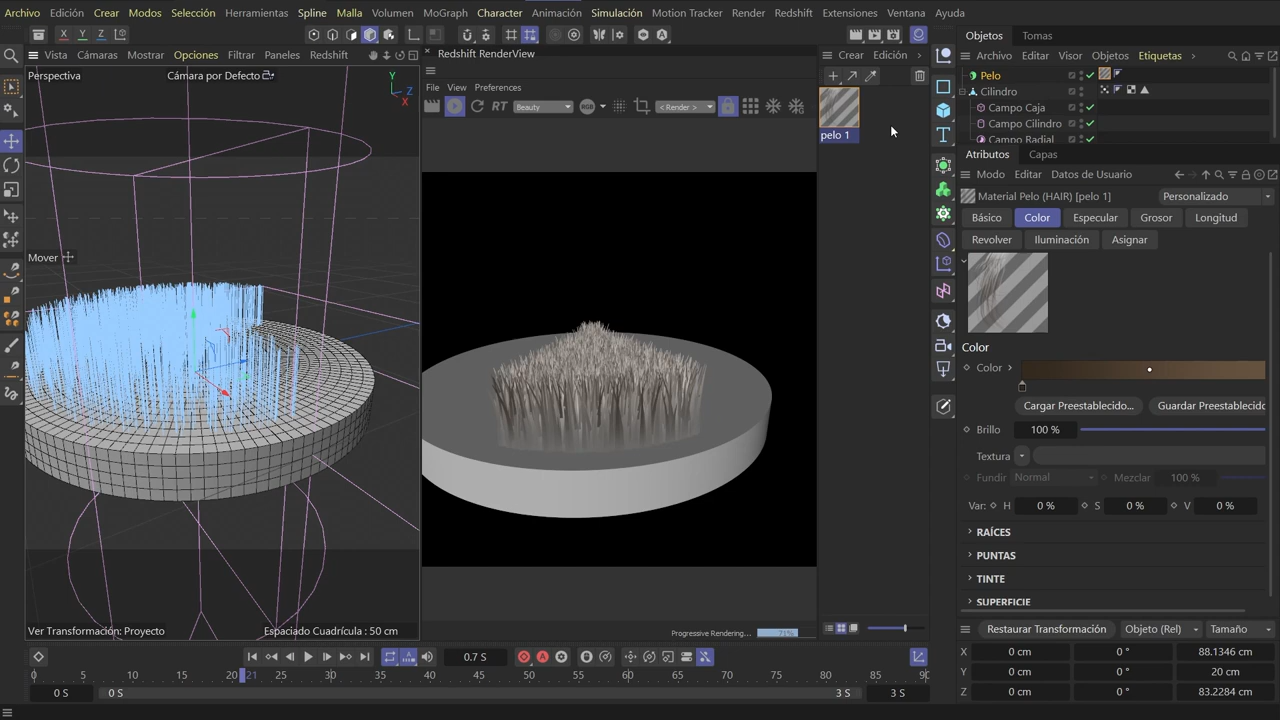 Archivo Edición Crear Modos Selección Herramientas Spline Malla Volumen MoGraph Character Animación Simulación Motion Tracker Render Redshift Extensiones Ventana Ayuda
X Y Z
Vista Cámaras Mostrar Opciones Filtrar Paneles Redshift
Perspectiva
Cámara por Defecto
Y
Z
X
Mover
Ver Transformación: Proyecto
Espaciado Cuadrícula : 50 cm
Redshift RenderView
File View Preferences
RT
Beauty
RGB
< Render >
Progressive Rendering...
71%
Crear Edición
pelo 1
Objetos Tomas
Archivo Editar Visor Objetos Etiquetas
Pelo
Cilindro
Campo Caja
Campo Cilindro
Campo Radial
Atributos Capas
Modo Editar Datos de Usuario
Material Pelo (HAIR) [pelo 1]
Personalizado
Básico Color Especular Grosor Longitud
Revolver Iluminación Asignar
Color
Color
Cargar Preestablecido... Guardar Preestablecid
Brillo 100 %
Textura
Fundir Normal Mezclar 100 %
Var: H 0 % S 0 % V 0 %
RAÍCES
PUNTAS
TINTE
SUPERFICIE
Restaurar Transformación Objeto (Rel) Tamaño
X 0 cm 0 ° 88.1346 cm
Y 0 cm 0 ° 20 cm
Z 0 cm 0 ° 83.2284 cm
0.7 S
0 5 10 15 20 21 25 30 35 40 45 50 55 60 65 70 75 80 85 90
0 S 0 S 3 S 3 S